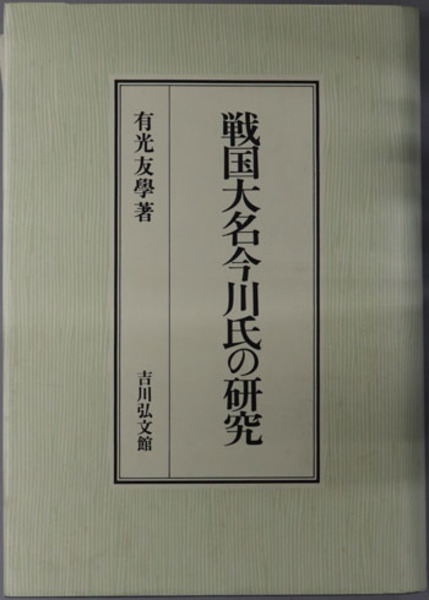 戦国大名今川氏の研究
有光友學著
吉川弘文館